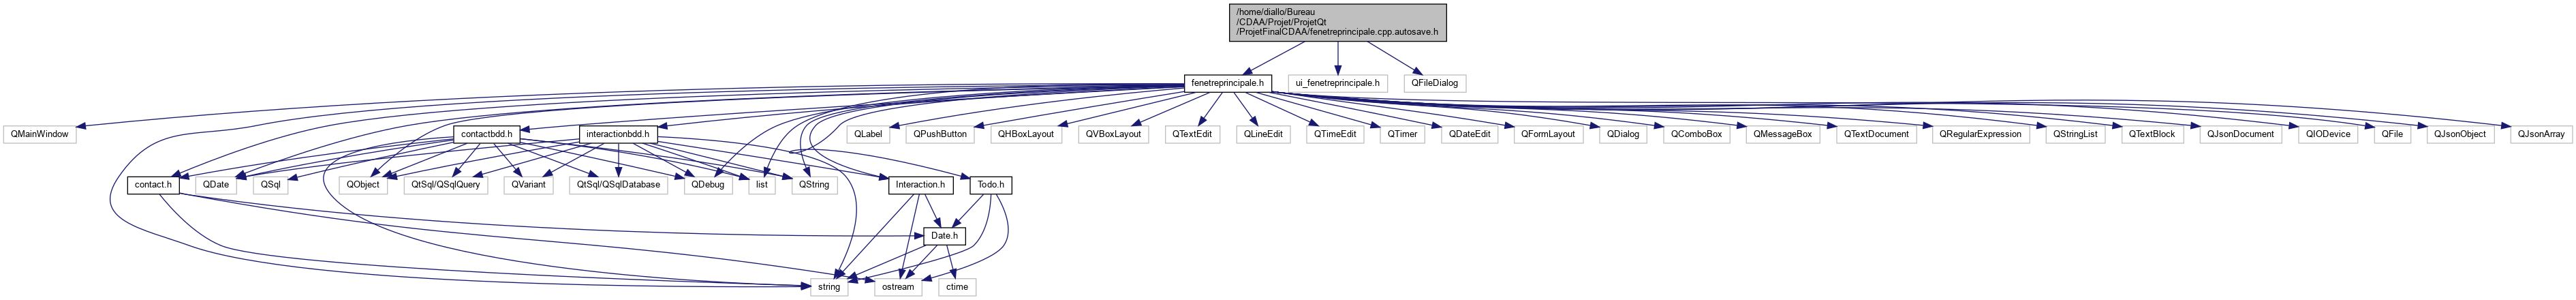 /home/diallo/Bureau
/CDAA/Projet/ProjetQt
/ProjetFinalCDAA/fenetreprincipale.cpp.autosave.h
fenetreprincipale.h
ui_fenetreprincipale.h
QFileDialog
QMainWindow
contactbdd.h
interactionbdd.h
QLabel
QPushButton
QHBoxLayout
QVBoxLayout
QTextEdit
QLineEdit
QTimeEdit
QTimer
QDateEdit
QFormLayout
QDialog
QComboBox
QMessageBox
QTextDocument
QRegularExpression
QStringList
QTextBlock
QJsonDocument
QIODevice
QFile
QJsonObject
QJsonArray
contact.h
QDate
QSql
QObject
QtSql/QSqlQuery
QVariant
QtSql/QSqlDatabase
QDebug
list
QString
Interaction.h
Todo.h
Date.h
string
ostream
ctime